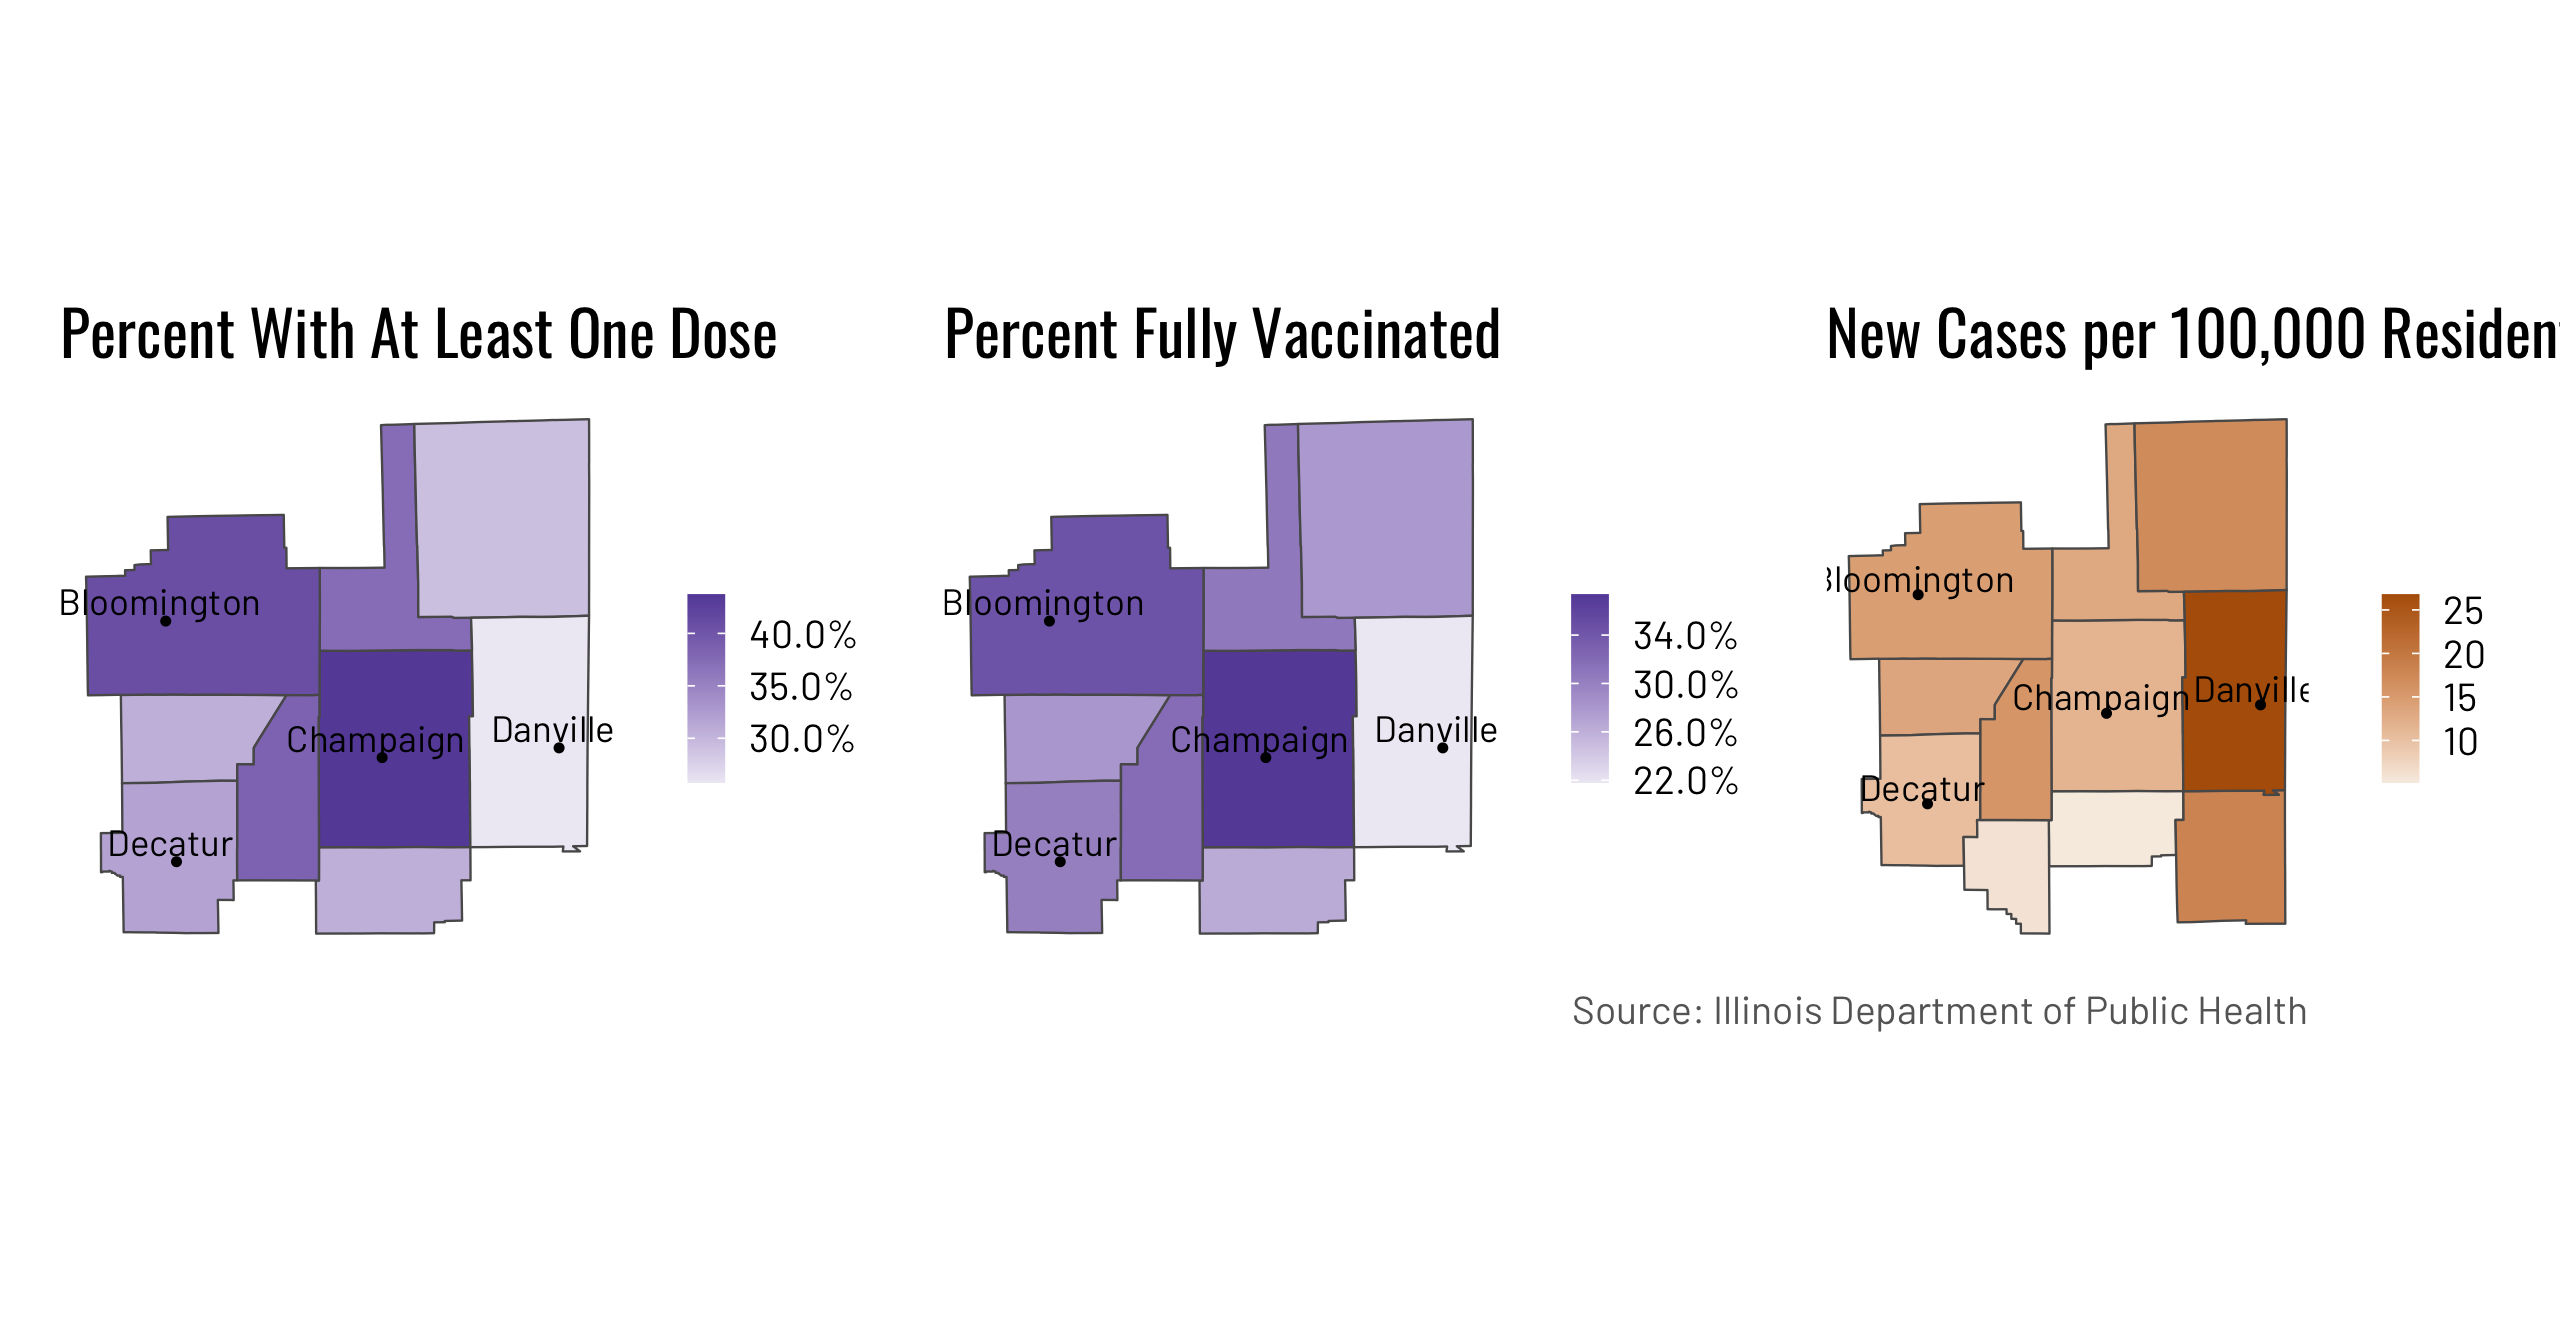 Percent With At Least One Dose
Bloomington
Champaign
Danville
Decatur
40.0%
35.0%
30.0%
Percent Fully Vaccinated
Bloomington
Champaign
Danville
Decatur
34.0%
30.0%
26.0%
22.0%
New Cases per 100,000 Residen
loomington
Champaign
Danville
Decatur
25
20
15
10
Source: Illinois Department of Public Health